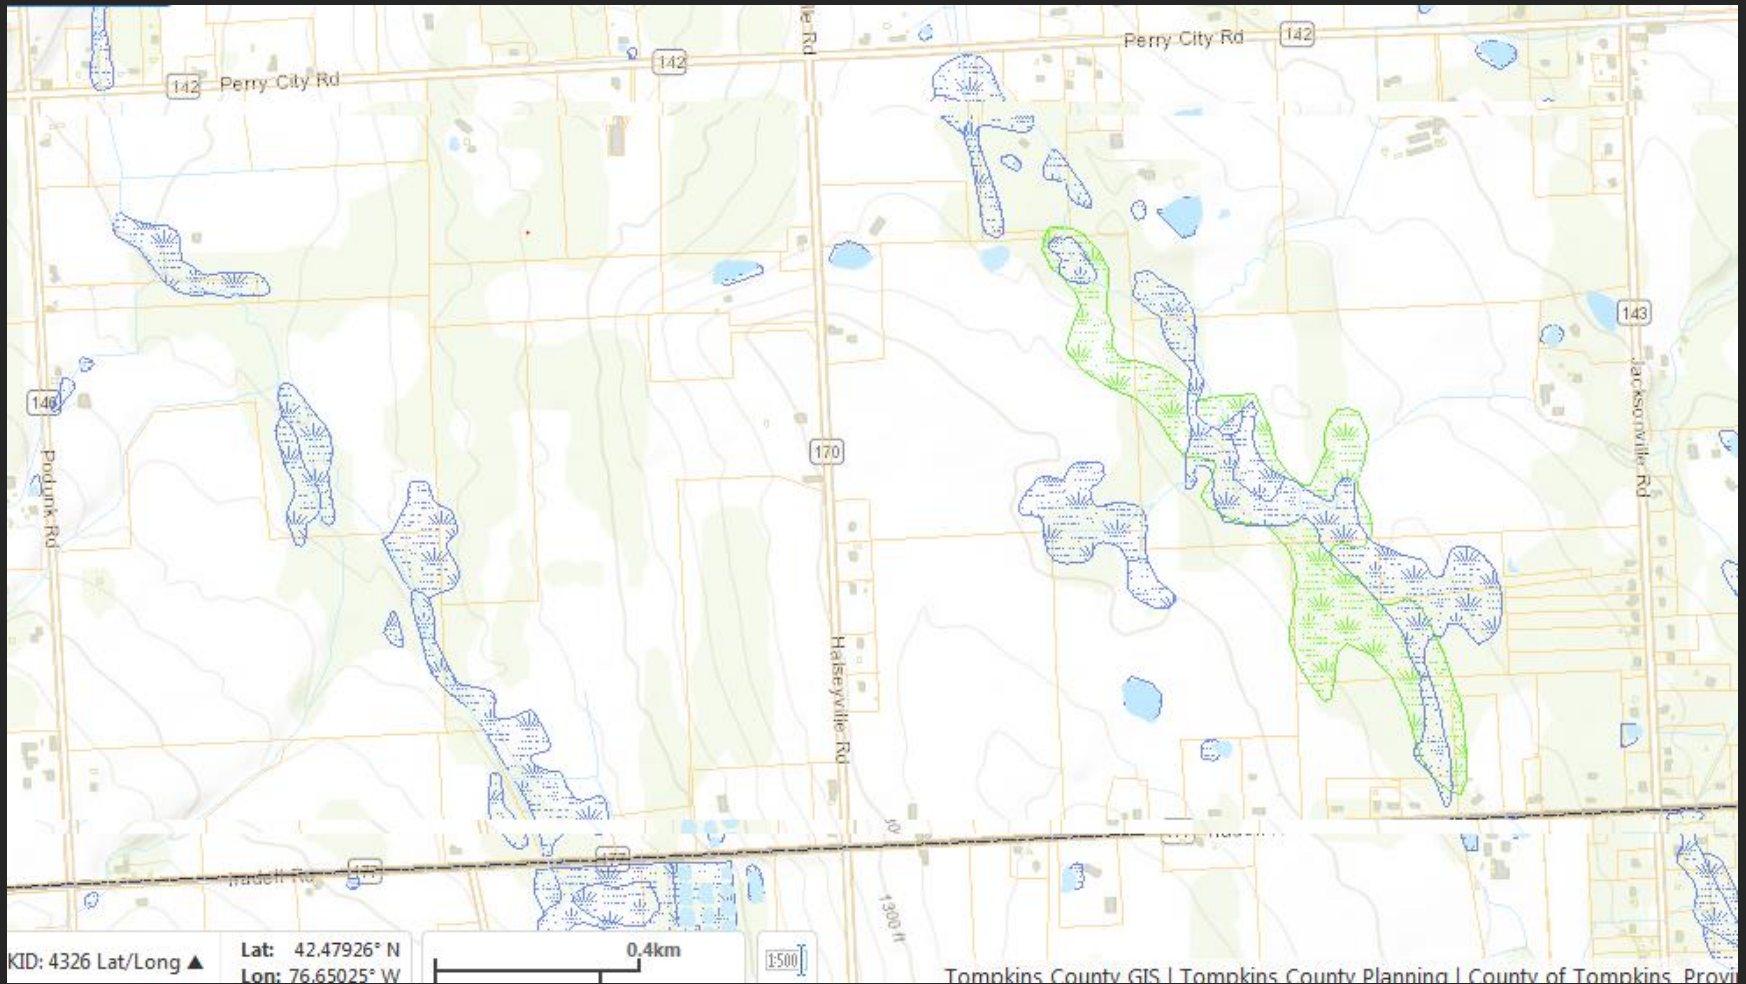 le Rd
142 Perry City Rd
142
Perry City Rd 142
143
146
Jacksonville Rd
170
Podunk Rd
Halseyville Rd
1300 ft
KID: 4326 Lat/Long ▲
Lat: 42.47926° N
Lon: 76.65025° W
0.4km
1:500
Tompkins County GIS | Tompkins County Planning | County of Tompkins, Provi